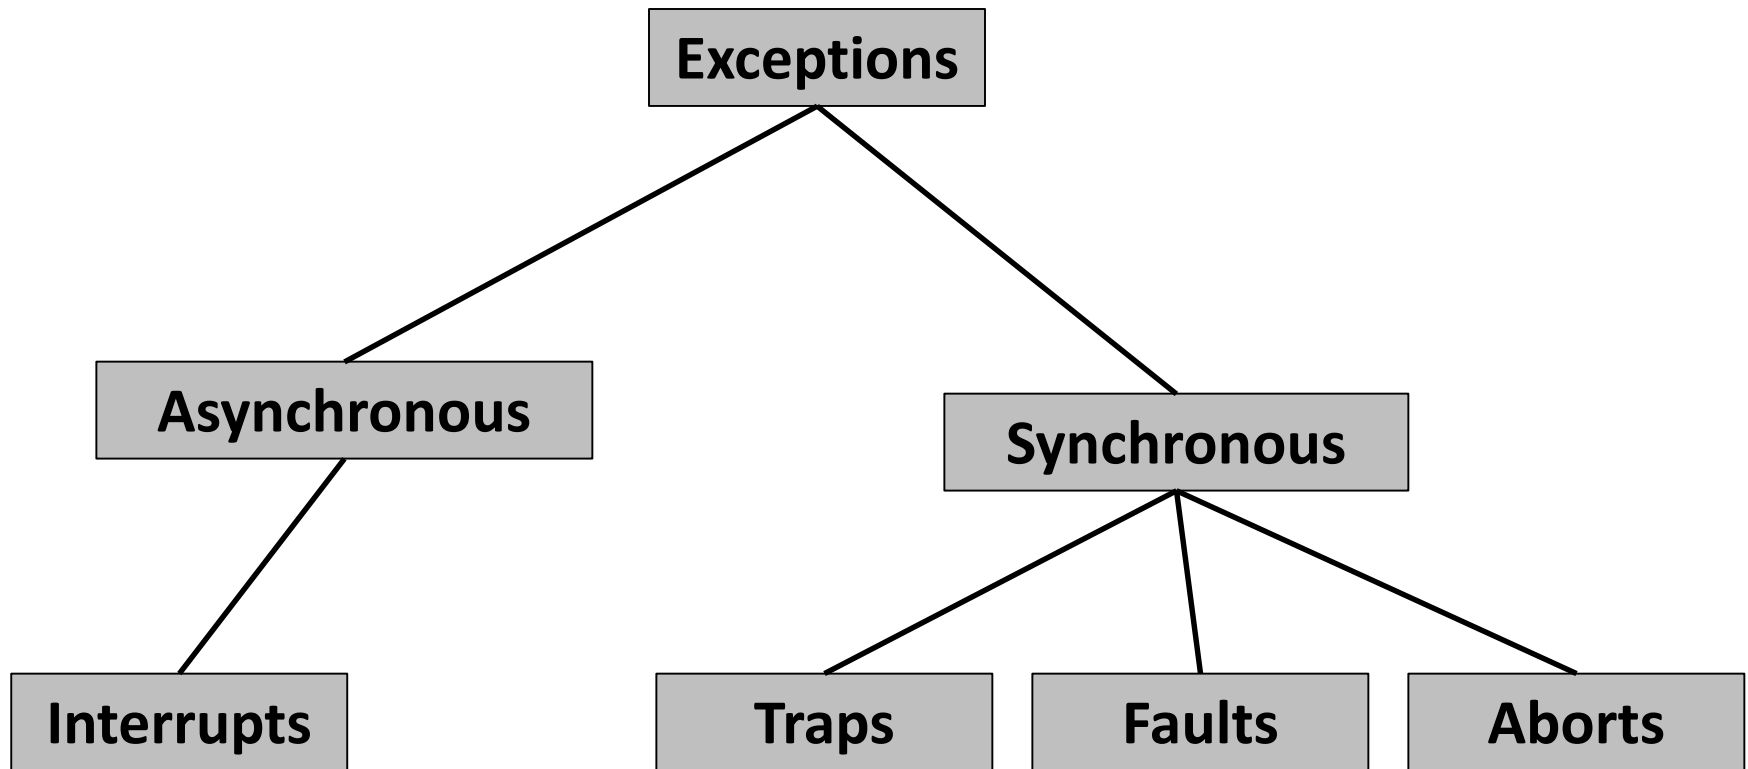 Exceptions
Asynchronous
Synchronous
Interrupts
Traps
Faults
Aborts